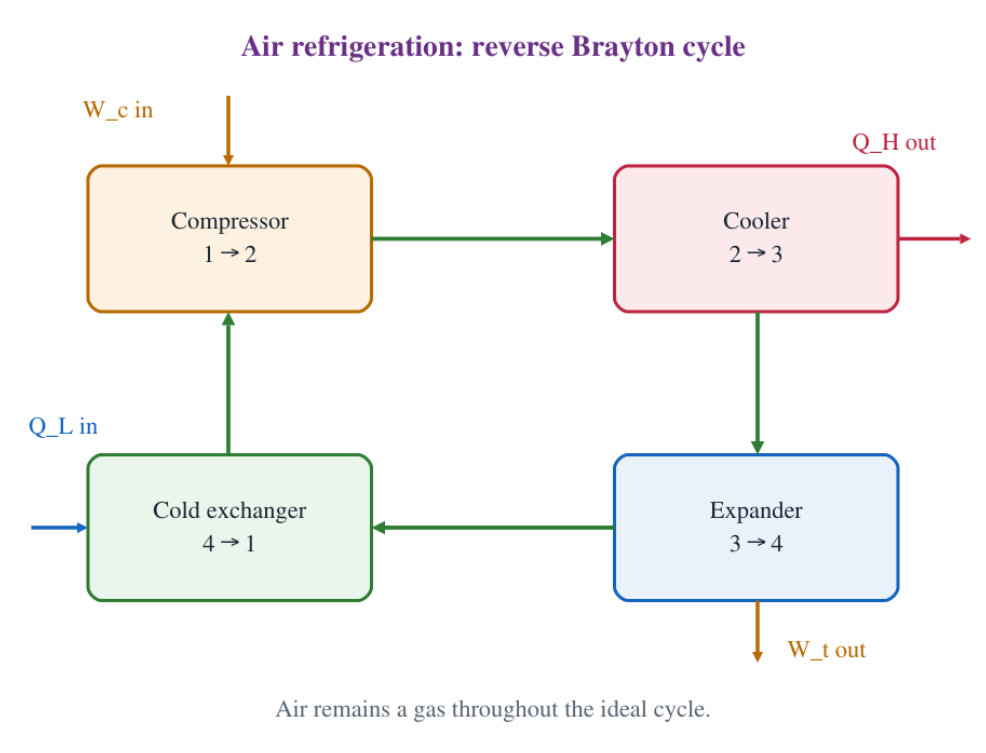 Air refrigeration: reverse Brayton cycle
W_c in
Q_H out
Compressor
1 → 2
Cooler
2 → 3
Q_L in
Cold exchanger
4 → 1
Expander
3 → 4
W_t out
Air remains a gas throughout the ideal cycle.